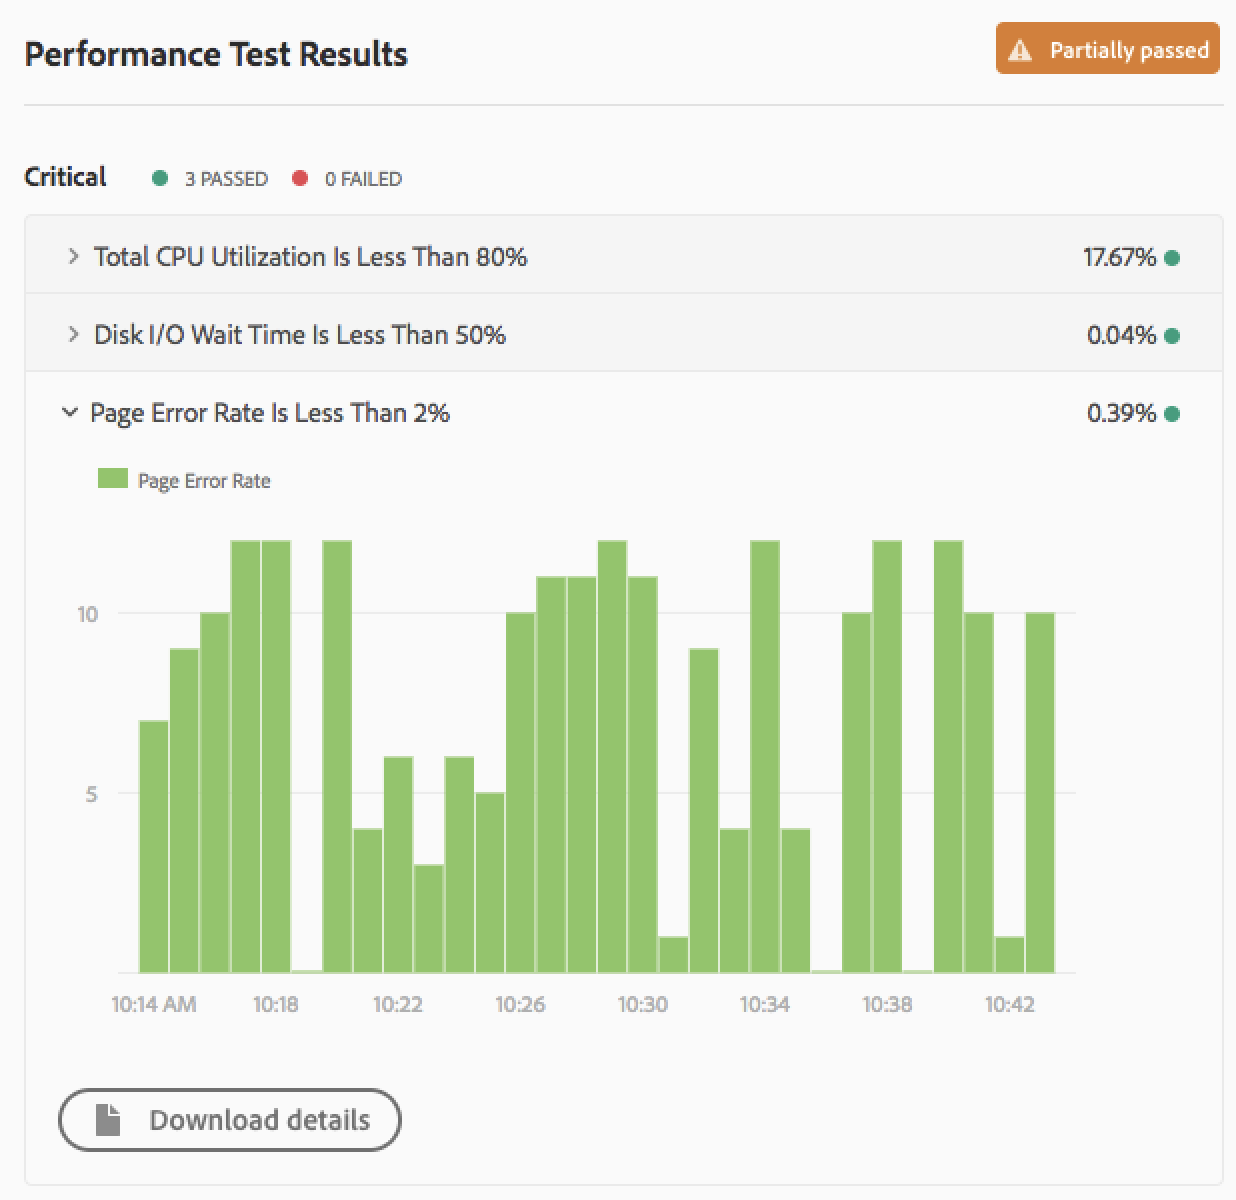 Performance Test Results
Partially passed
Critical
3 PASSED
0 FAILED
Total CPU Utilization Is Less Than 80%
17.67%
Disk I/O Wait Time Is Less Than 50%
0.04%
Page Error Rate Is Less Than 2%
0.39%
Page Error Rate
10
5
10:14 AM 10:18 10:22 10:26 10:30 10:34 10:38 10:42
Download details